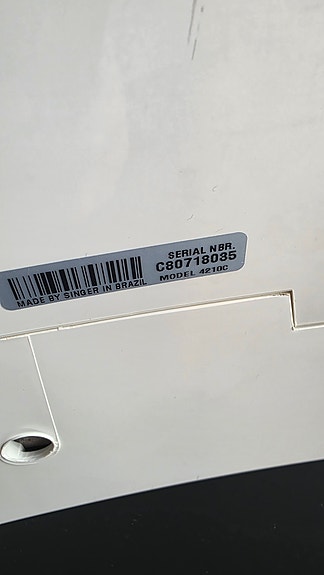 SERIAL NBR.
C80718035
MODEL 4210C
MADE BY SINGER IN BRAZIL